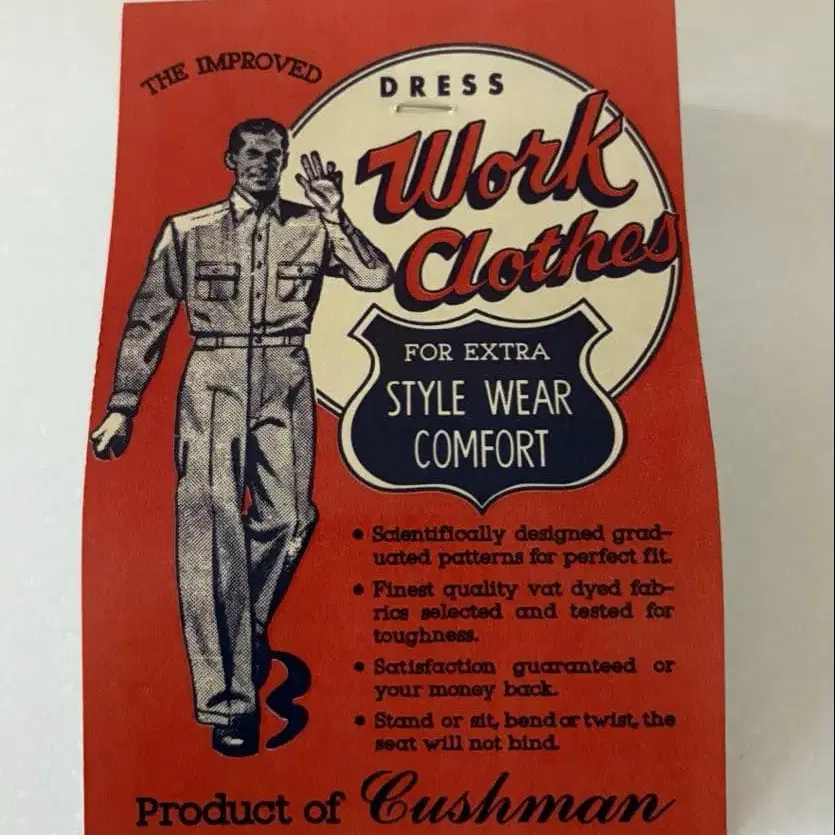 THE IMPROVED
DRESS
Work
Clothes
FOR EXTRA
STYLE WEAR
COMFORT
• Scientifically designed grad-
uated patterns for perfect fit.
• Finest quality vat dyed fab-
rics selected and tested for
toughness.
• Satisfaction guaranteed or
your money back.
• Stand or sit, bend or twist, the
seat will not bind.
Product of Cushman